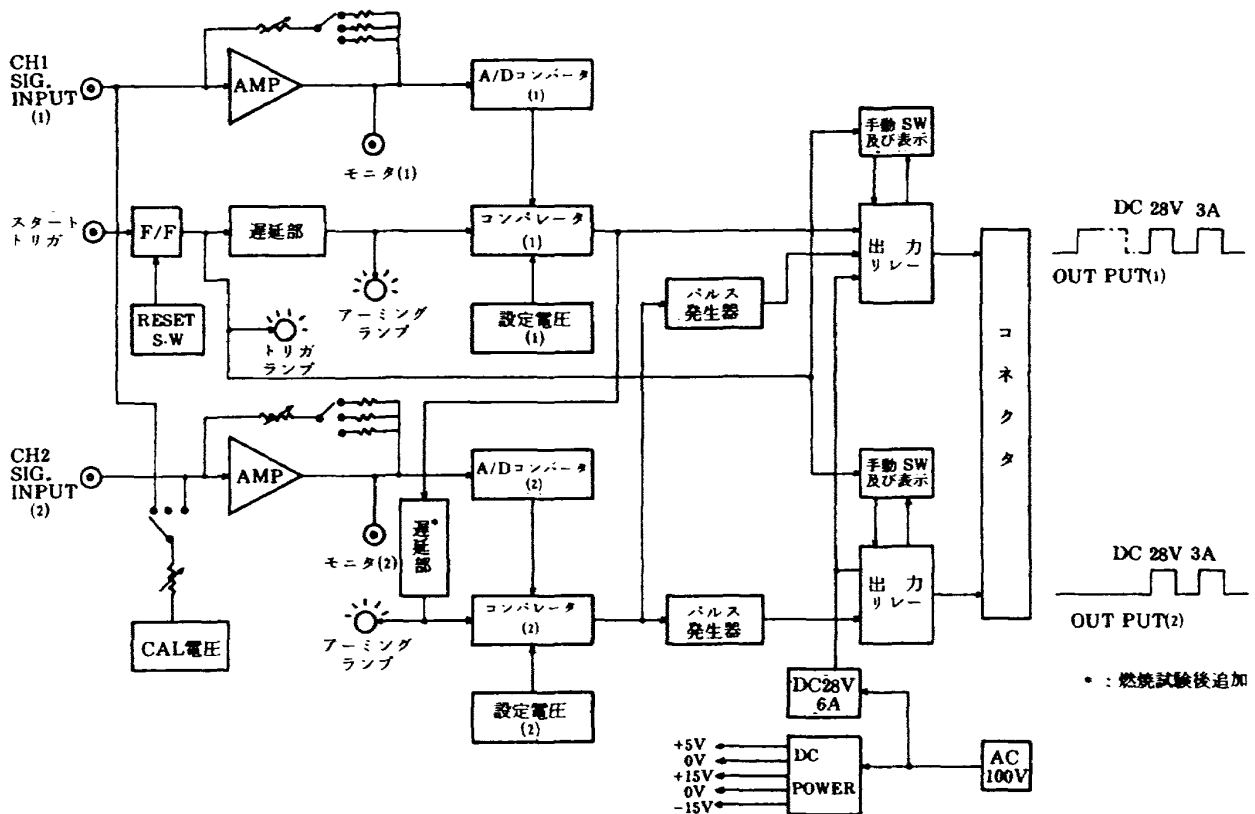 CH1
SIG.
INPUT
(1)
AMP
A/Dコンバータ
(1)
モニタ(1)
手動 SW
及び表示
スタート
トリガ
F/F
遅延部
コンパレータ
(1)
出 力
リレー
DC 28V 3A
OUT PUT(1)
RESET
S-W
トリガ
ランプ
アーミング
ランプ
設定電圧
(1)
パルス
発生器
コネクタ
CH2
SIG.
INPUT
(2)
AMP
A/Dコンバータ
(2)
モニタ(2)
遅延部*
手動 SW
及び表示
アーミング
ランプ
コンパレータ
(2)
パルス
発生器
出 力
リレー
DC 28V 3A
OUT PUT(2)
CAL電圧
設定電圧
(2)
DC28V
6A
* : 燃焼試験後追加
+5V
0V
+15V
0V
-15V
DC
POWER
AC
100V